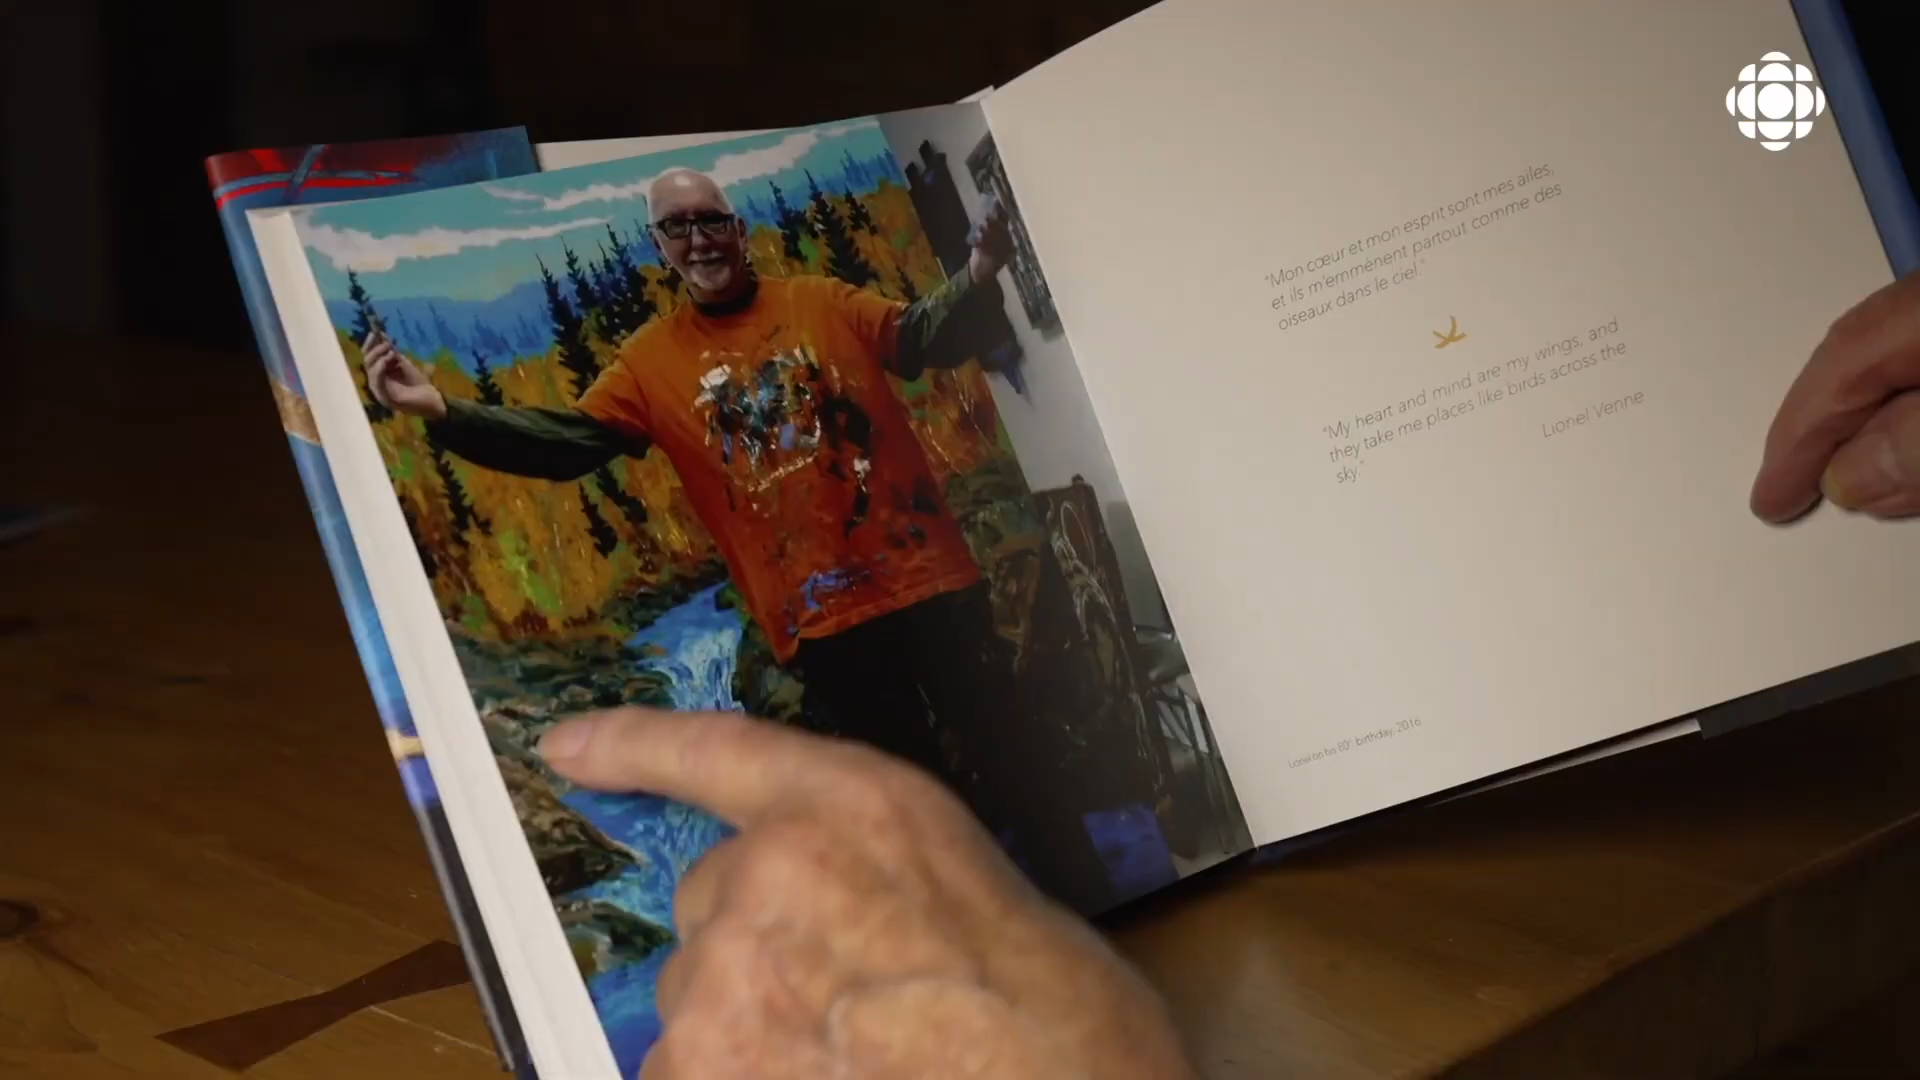 “Mon cœur et mon esprit sont mes ailes,
et ils m’emmènent partout comme des
oiseaux dans le ciel.”
“My heart and mind are my wings, and
they take me places like birds across the
sky.”
Lionel Venne
Lionel on his 80th birthday, 2016